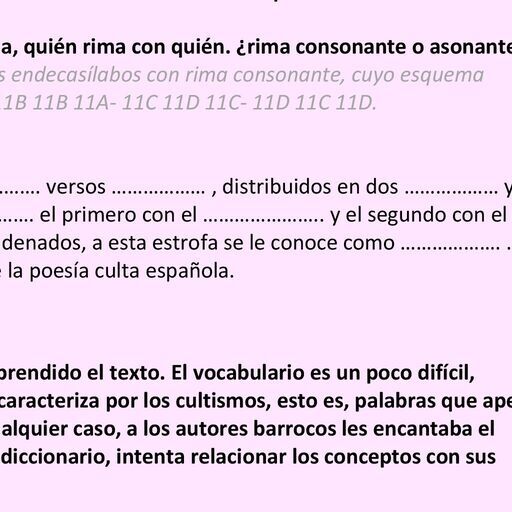 a, quién rima con quién. ¿rima consonante o asonante
s endecasílabos con rima consonante, cuyo esquema
11B 11B 11A- 11C 11D 11C- 11D 11C 11D.
…….. versos ……………… , distribuidos en dos ……………… y
……. el primero con el ………………….. y el segundo con el
denados, a esta estrofa se le conoce como ………………. .
e la poesía culta española.
prendido el texto. El vocabulario es un poco difícil,
caracteriza por los cultismos, esto es, palabras que ape
alquier caso, a los autores barrocos les encantaba el
diccionario, intenta relacionar los conceptos con sus